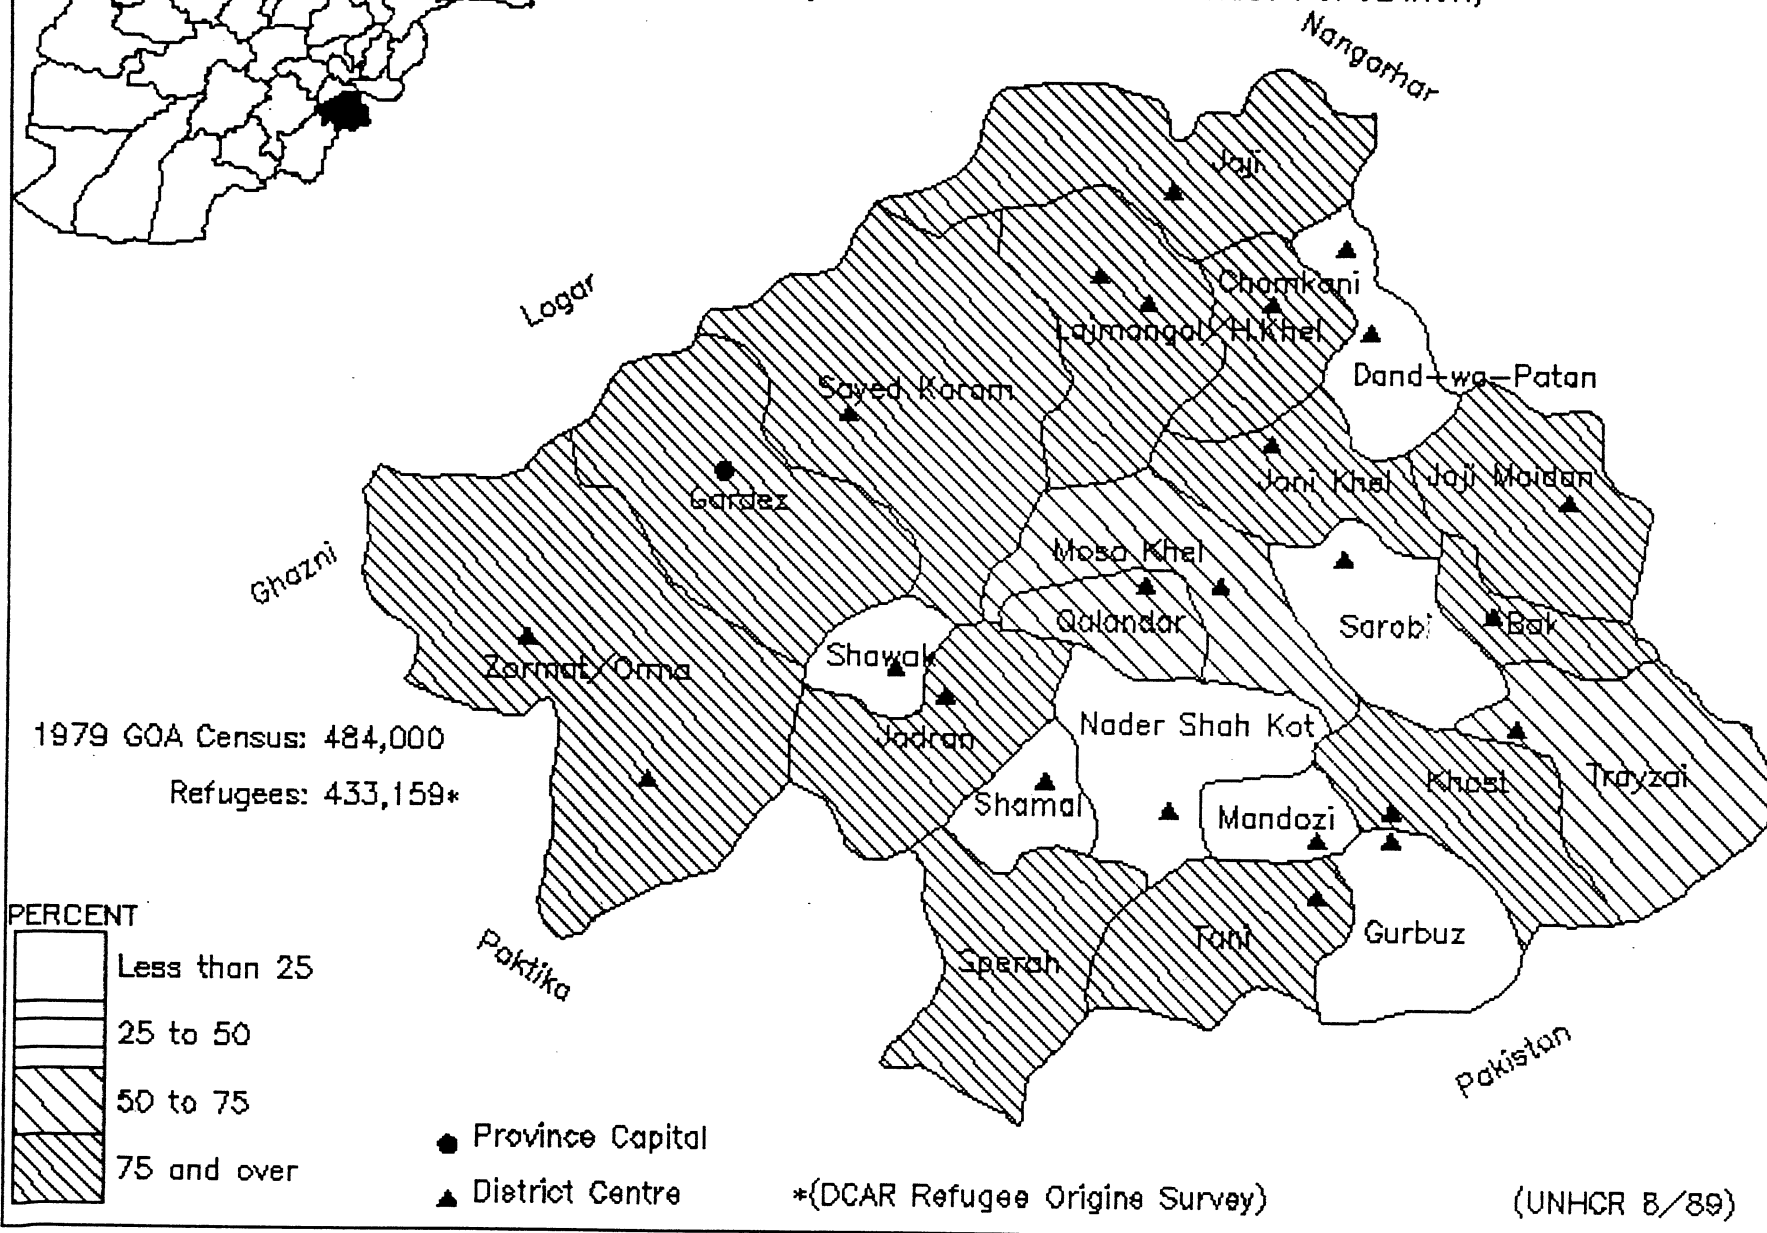 Nangarhar
Jaji
Logar
Chamkani
Lajmangal/H.Khel
Dand-wa-Patan
Sayed Karam
Gardez
Jani Khel
Jaji Maidan
Ghazni
Mosa Khel
Qalandar
Sarobi
Bak
Shawak
Zarmat/Orma
1979 GOA Census: 484,000
Refugees: 433,159*
Jadran
Nader Shah Kot
Khost
Trayzai
Shamal
Mandozi
Gurbuz
Tani
Sperah
Paktika
Pakistan
PERCENT
Less than 25
25 to 50
50 to 75
75 and over
Province Capital
District Centre
*(DCAR Refugee Origine Survey)
(UNHCR 8/89)